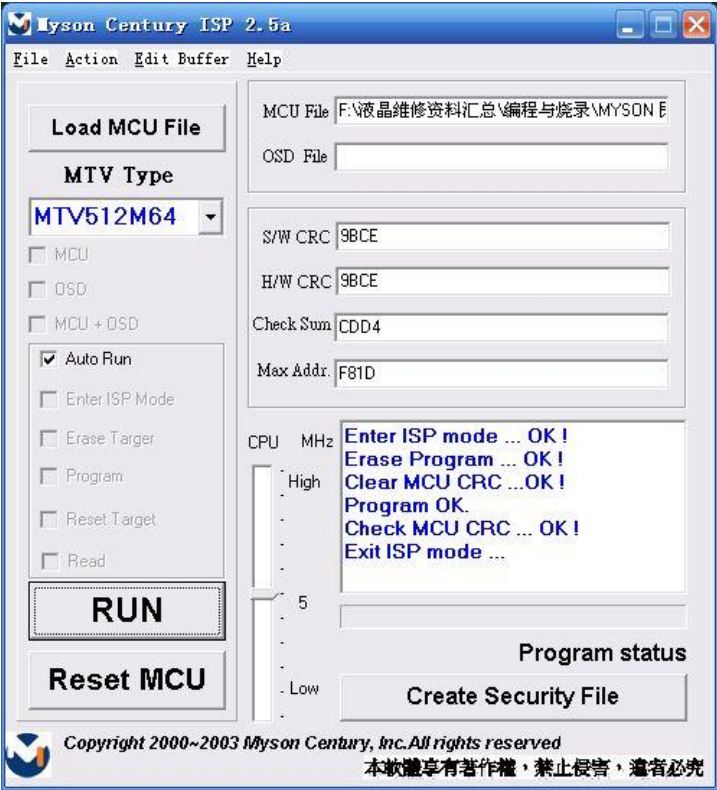 Myson Century ISP 2.5a
File Action Edit Buffer Help
Load MCU File
MTV Type
MTV512M64
MCU
OSD
MCU + OSD
Auto Run
Enter ISP Mode
Erase Targer
Program
Reset Target
Read
RUN
Reset MCU
MCU File F:\液晶维修资料汇总\编程与烧录\MYSON
OSD File
S/W CRC 9BCE
H/W CRC 9BCE
Check Sum CDD4
Max Addr. F81D
CPU MHz
High
5
Low
Enter ISP mode ... OK !
Erase Program ... OK !
Clear MCU CRC ...OK !
Program OK.
Check MCU CRC ... OK !
Exit ISP mode ...
Program status
Create Security File
Copyright 2000~2003 Myson Century, Inc.All rights reserved
本軟體享有著作權，禁止侵害，違者必究